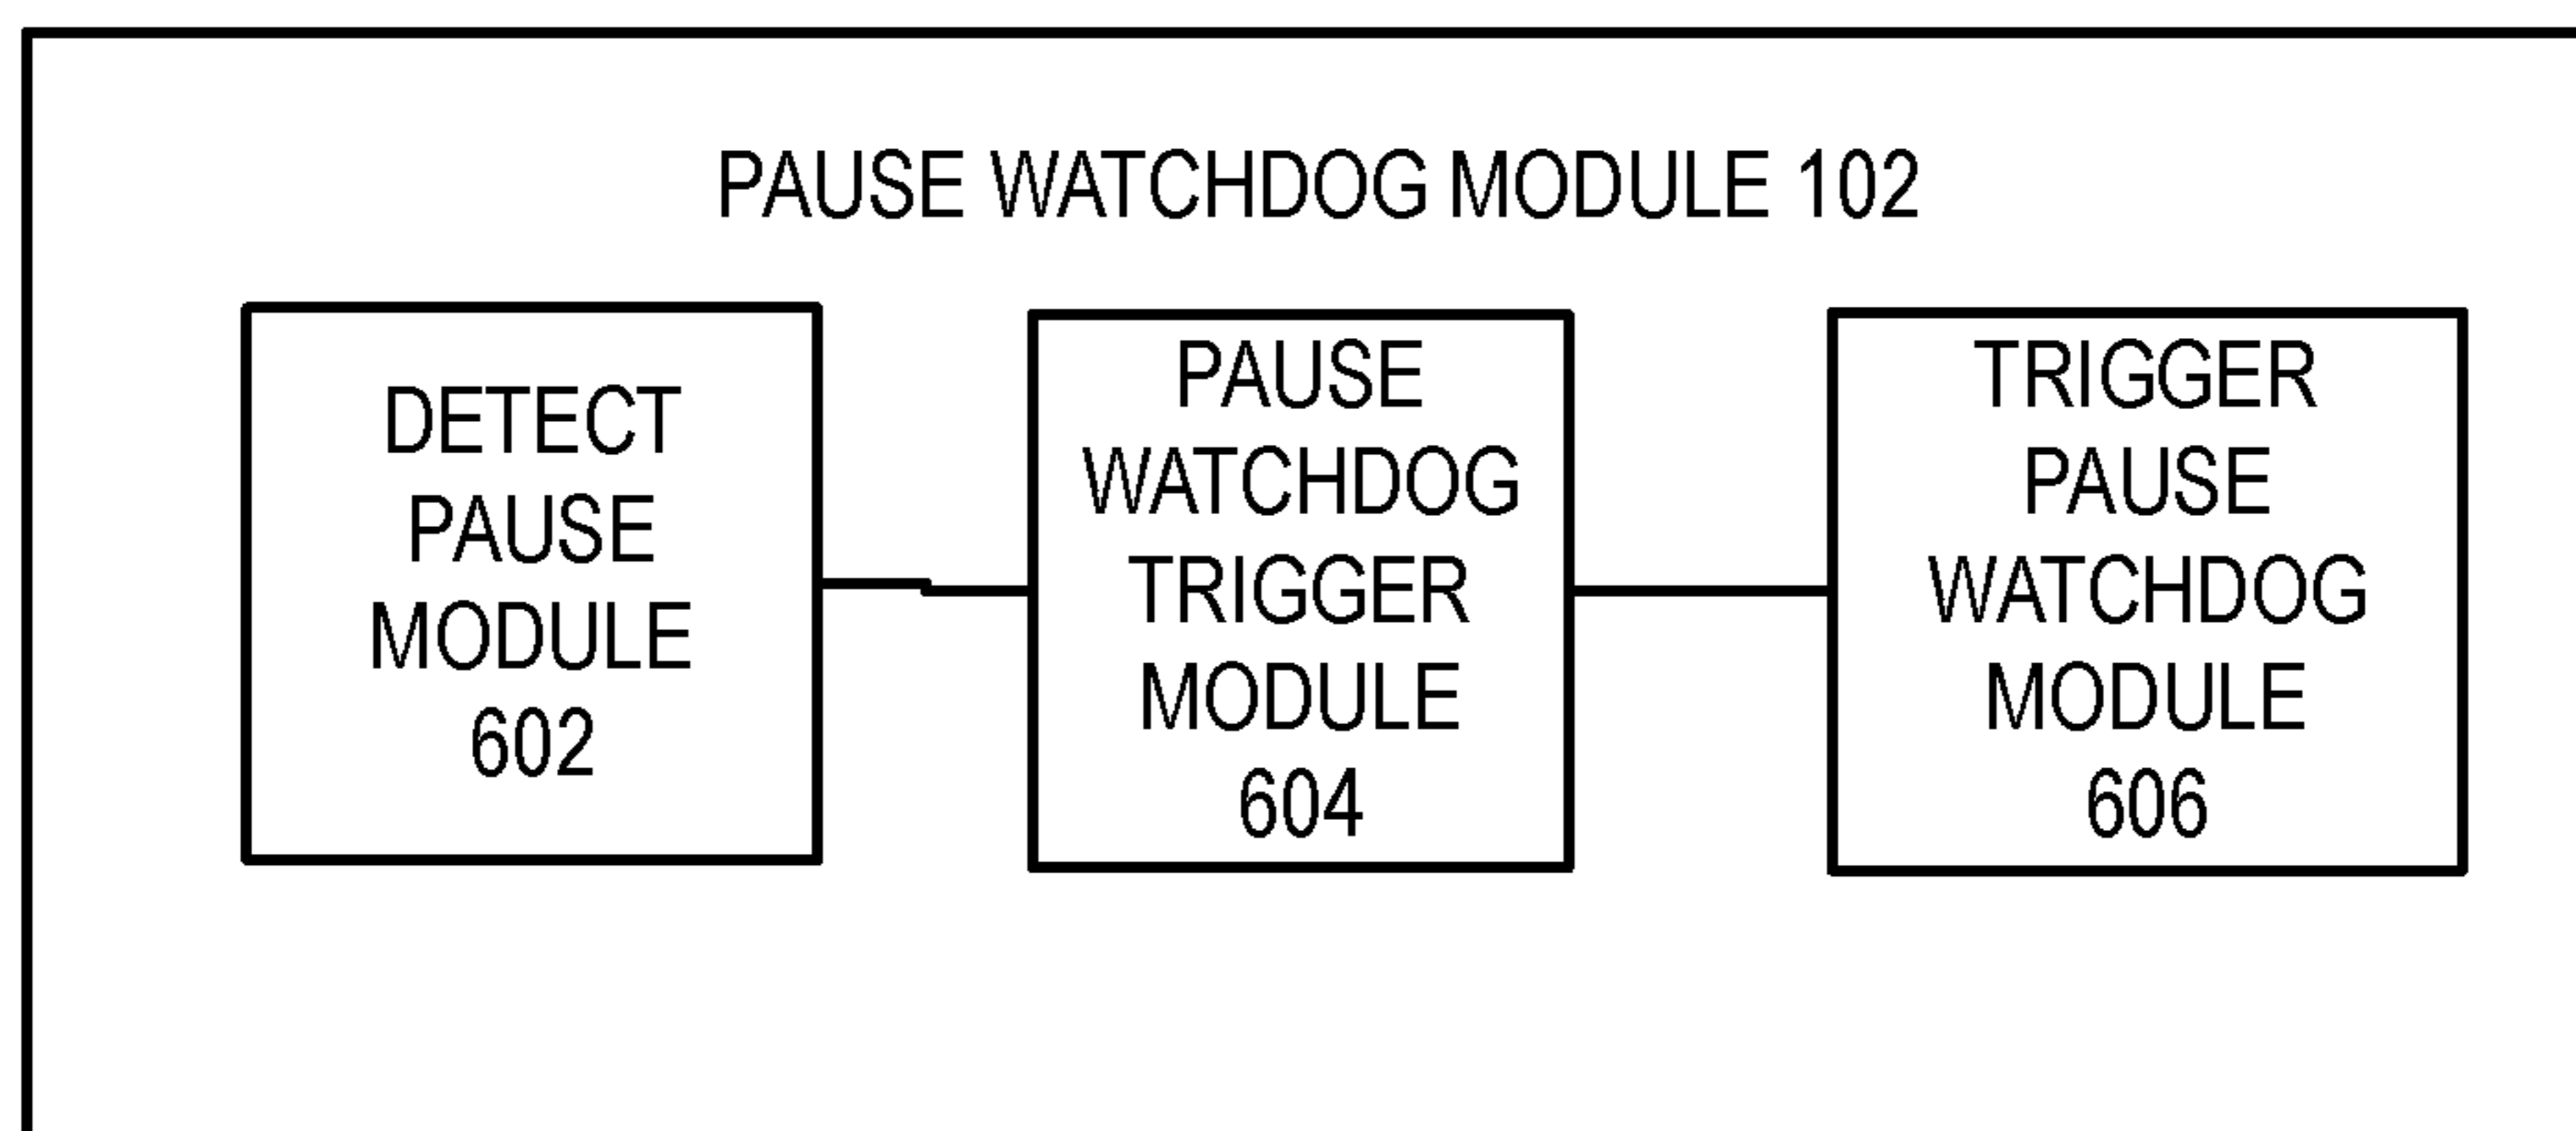 PAUSE WATCHDOG MODULE 102
DETECT
PAUSE
MODULE
602
PAUSE
WATCHDOG
TRIGGER
MODULE
604
TRIGGER
PAUSE
WATCHDOG
MODULE
606